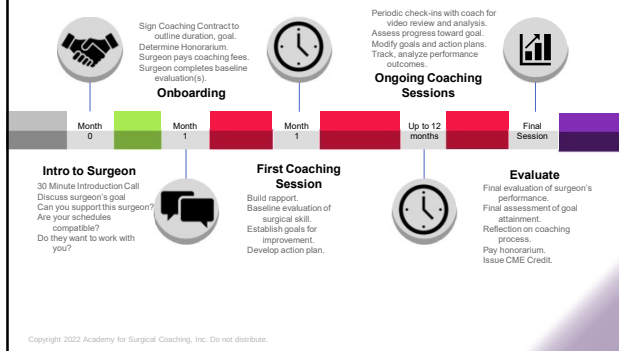 Sign Coaching Contract to
outline duration, goal.
Determine Honorarium.
Surgeon pays coaching fees.
Surgeon completes baseline
evaluation(s).
Onboarding
Periodic check-ins with coach for
video review and analysis.
Assess progress toward goal.
Modify goals and action plans.
Track, analyze performance
outcomes.
Ongoing Coaching
Sessions
Month
0
Month
1
Month
1
Up to 12
months
Final
Session
Intro to Surgeon
30 Minute Introduction Call
Discuss surgeon's goal
Can you support this surgeon?
Are your schedules
compatible?
Do they want to work with
you?
First Coaching
Session
Build rapport.
Baseline evaluation of
surgical skill.
Establish goals for
improvement.
Develop action plan.
Evaluate
Final evaluation of surgeon's
performance.
Final assessment of goal
attainment.
Reflection on coaching
process.
Pay honorarium.
Issue CME Credit.
Copyright 2022 Academy for Surgical Coaching, Inc. Do not distribute.